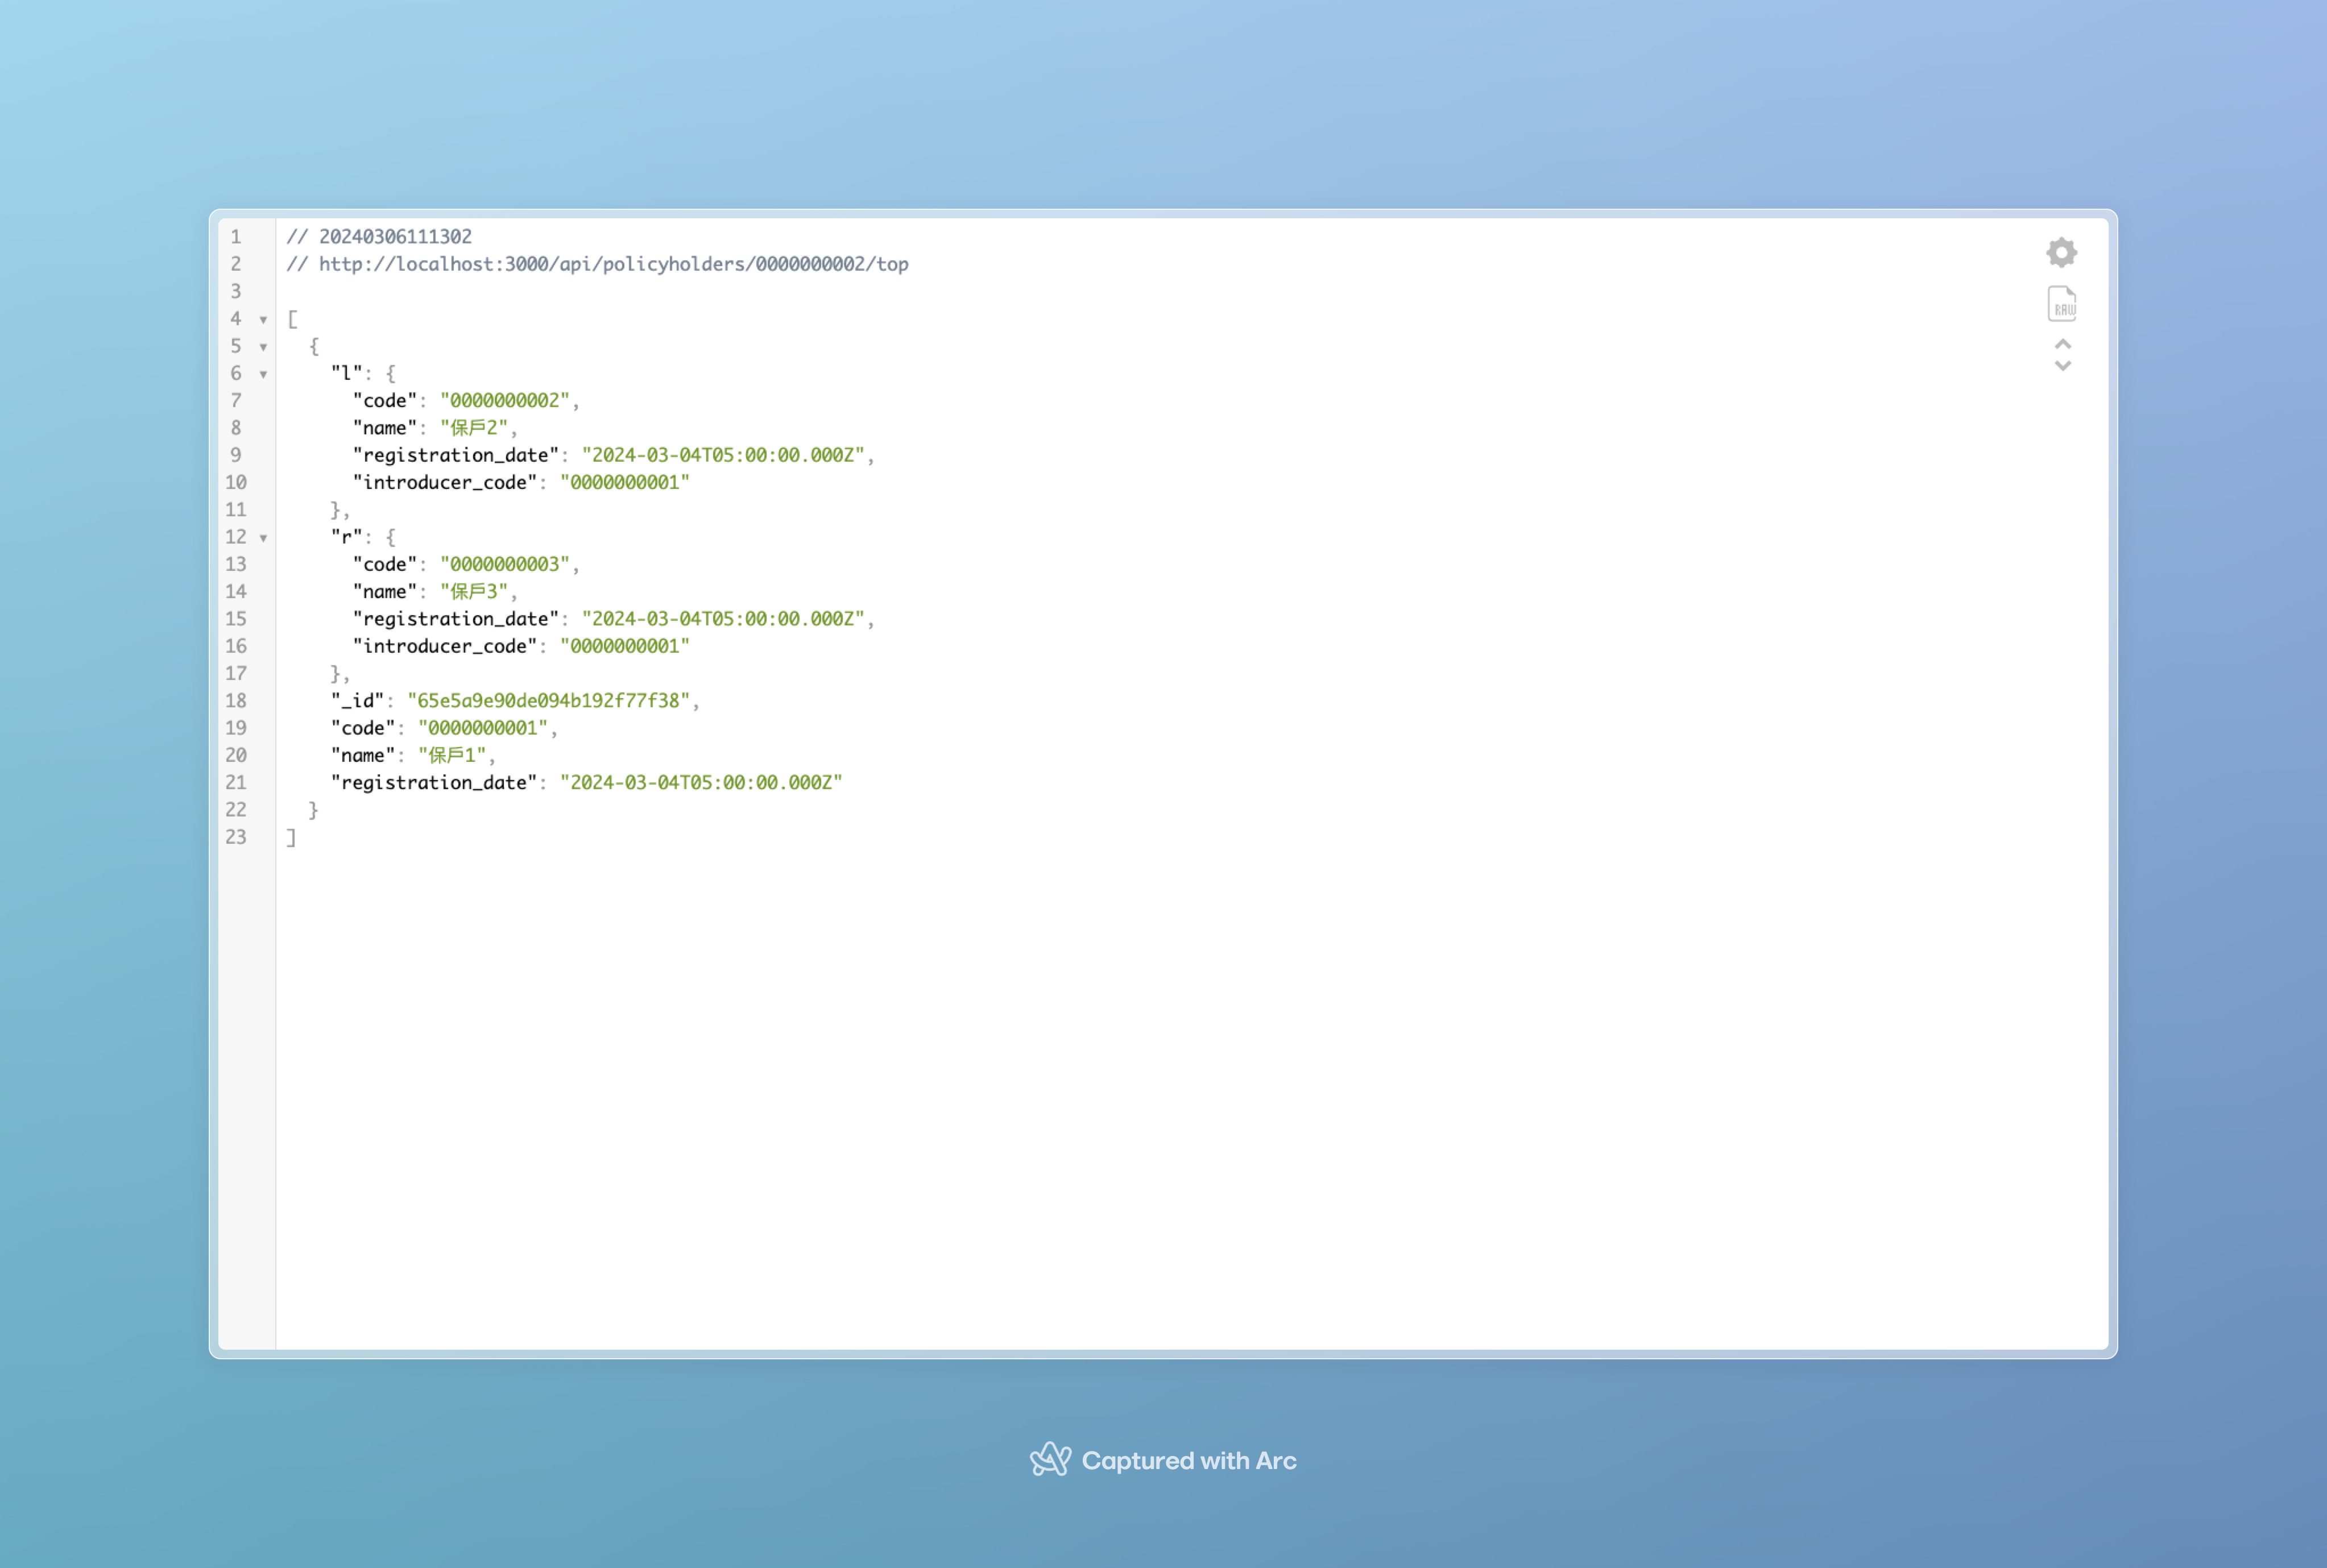 1 // 20240306111302
2 // http://localhost:3000/api/policyholders/0000000002/top
3
4 [
5 {
6 "l": {
7 "code": "0000000002",
8 "name": "保戶2",
9 "registration_date": "2024-03-04T05:00:00.000Z",
10 "introducer_code": "0000000001"
11 },
12 "r": {
13 "code": "0000000003",
14 "name": "保戶3",
15 "registration_date": "2024-03-04T05:00:00.000Z",
16 "introducer_code": "0000000001"
17 },
18 "_id": "65e5a9e90de094b192f77f38",
19 "code": "0000000001",
20 "name": "保戶1",
21 "registration_date": "2024-03-04T05:00:00.000Z"
22 }
23 ]
RAW
Captured with Arc